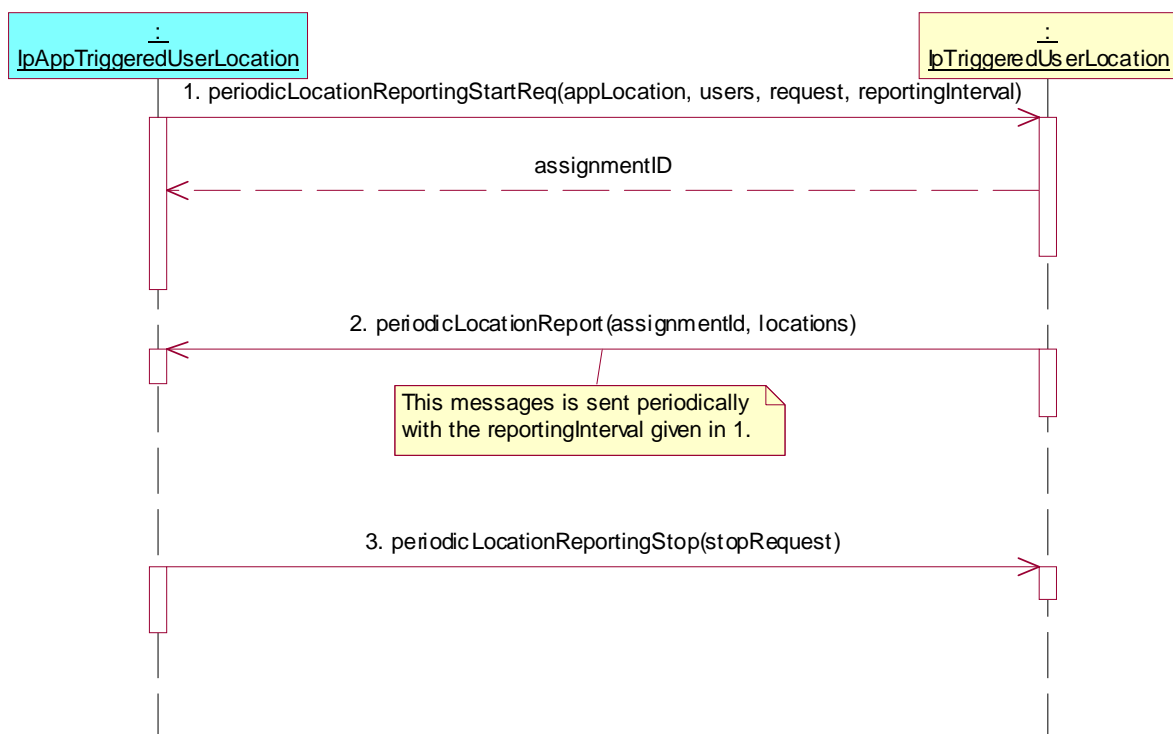 :
IpAppTriggeredUserLocation
:
IpTriggeredUserLocation
1. periodicLocationReportingStartReq(appLocation, users, request, reportingInterval)
assignmentID
2. periodicLocationReport(assignmentId, locations)
This messages is sent periodically
with the reportingInterval given in 1.
3. periodicLocationReportingStop(stopRequest)